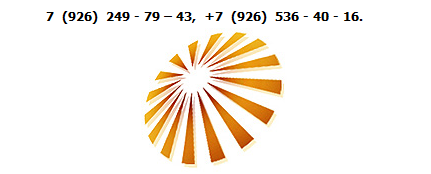 7 (926) 249 - 79 – 43, +7 (926) 536 - 40 - 16.